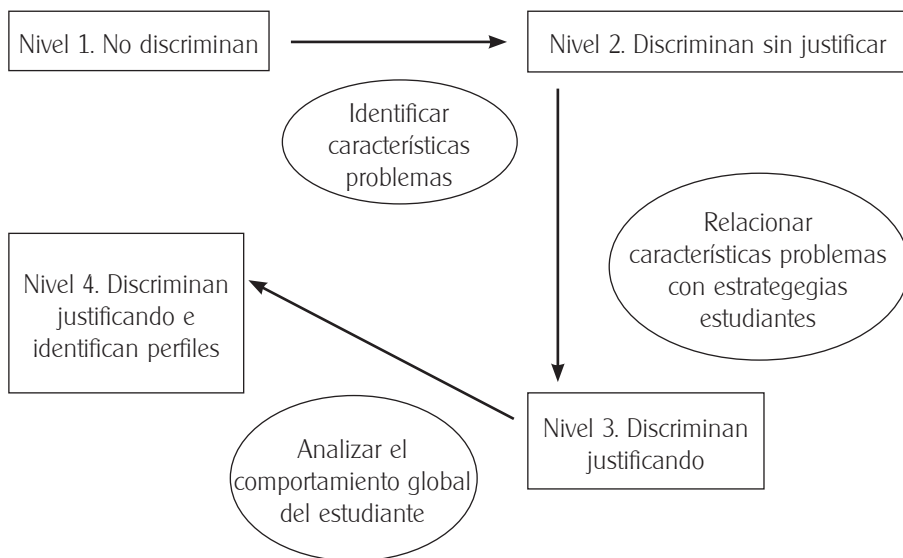 Nivel 1. No discriminan
Nivel 2. Discriminan sin justificar
Identificar
características
problemas
Relacionar
características problemas
con estrategegias
estudiantes
Nivel 3. Discriminan
justificando
Analizar el
comportamiento global
del estudiante
Nivel 4. Discriminan
justificando e
identifican perfiles